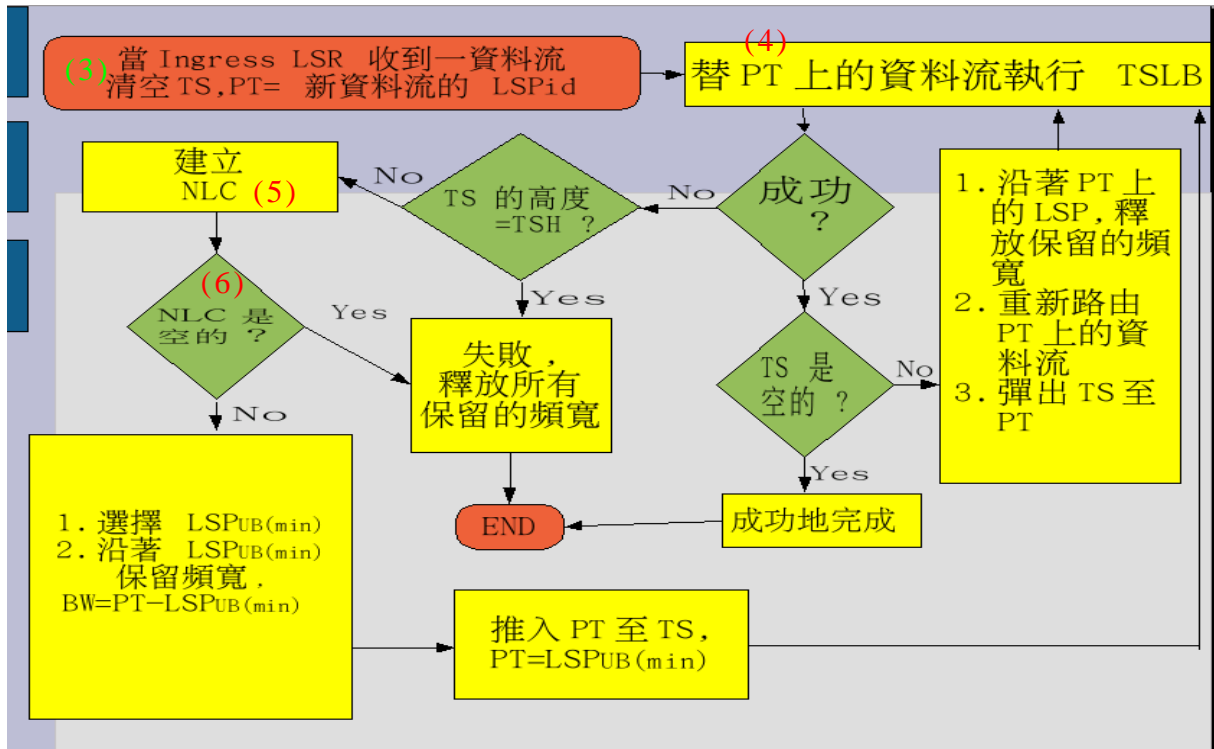 (3)
當 Ingress LSR 收到一資料流
清空 TS,PT= 新資料流的 LSPid
(4)
替 PT 上的資料流執行 TSLB
建立
NLC (5)
No
TS 的高度
=TSH ?
No
成功
?
1. 沿著 PT 上
的 LSP, 釋
放保留的頻
寬
2. 重新路由
PT 上的資
料流
3. 彈出 TS 至
PT
(6)
NLC 是
空的 ?
Yes
Yes
Yes
失敗 ,
釋放所有
保留的頻寬
TS 是
空的 ?
No
No
Yes
1. 選擇 LSPUB(min)
2. 沿著 LSPUB(min)
保留頻寬 ,
BW=PT-LSPUB(min)
END
成功地完成
推入 PT 至 TS,
PT=LSPUB(min)